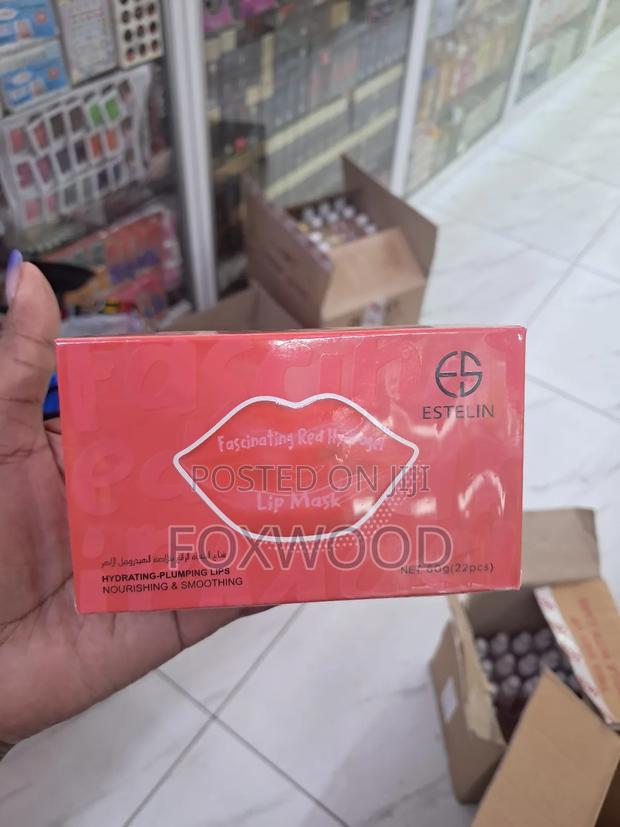 ES
ESTELIN
Fascinating Red Hydrogel
POSTED ON JIJI
Lip Mask
FOXWOOD
HYDRATING-PLUMPING LIPS
NOURISHING & SMOOTHING
NET 60g(22pcs)